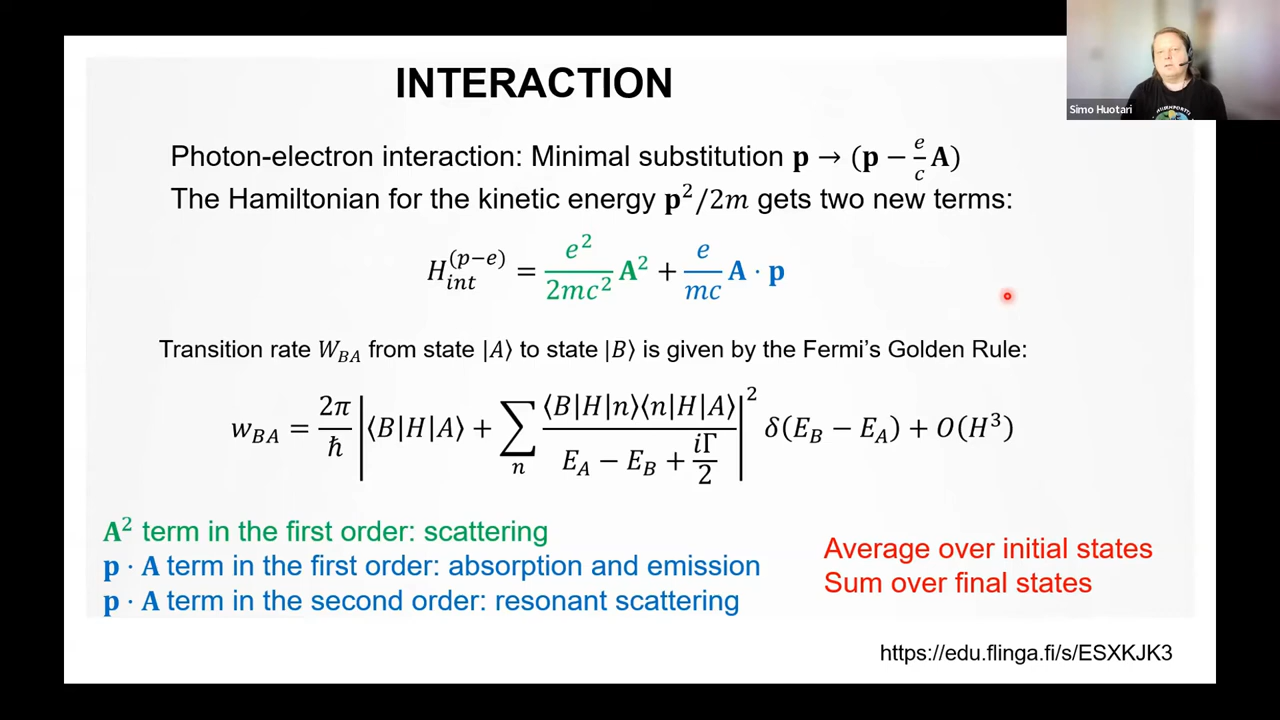 INTERACTION
Simo Huotari
Photon-electron interaction: Minimal substitution p → (p − e/c A)
The Hamiltonian for the kinetic energy p²/2m gets two new terms:
H_int^(p−e) = e²/2mc² A² + e/mc A · p
Transition rate W_BA from state |A⟩ to state |B⟩ is given by the Fermi's Golden Rule:
w_BA = 2π/ħ |⟨B|H|A⟩ + ∑_n ⟨B|H|n⟩⟨n|H|A⟩/(E_A − E_B + iΓ/2)|² δ(E_B − E_A) + O(H³)
A² term in the first order: scattering
p · A term in the first order: absorption and emission
p · A term in the second order: resonant scattering
Average over initial states
Sum over final states
https://edu.flinga.fi/s/ESXKJK3